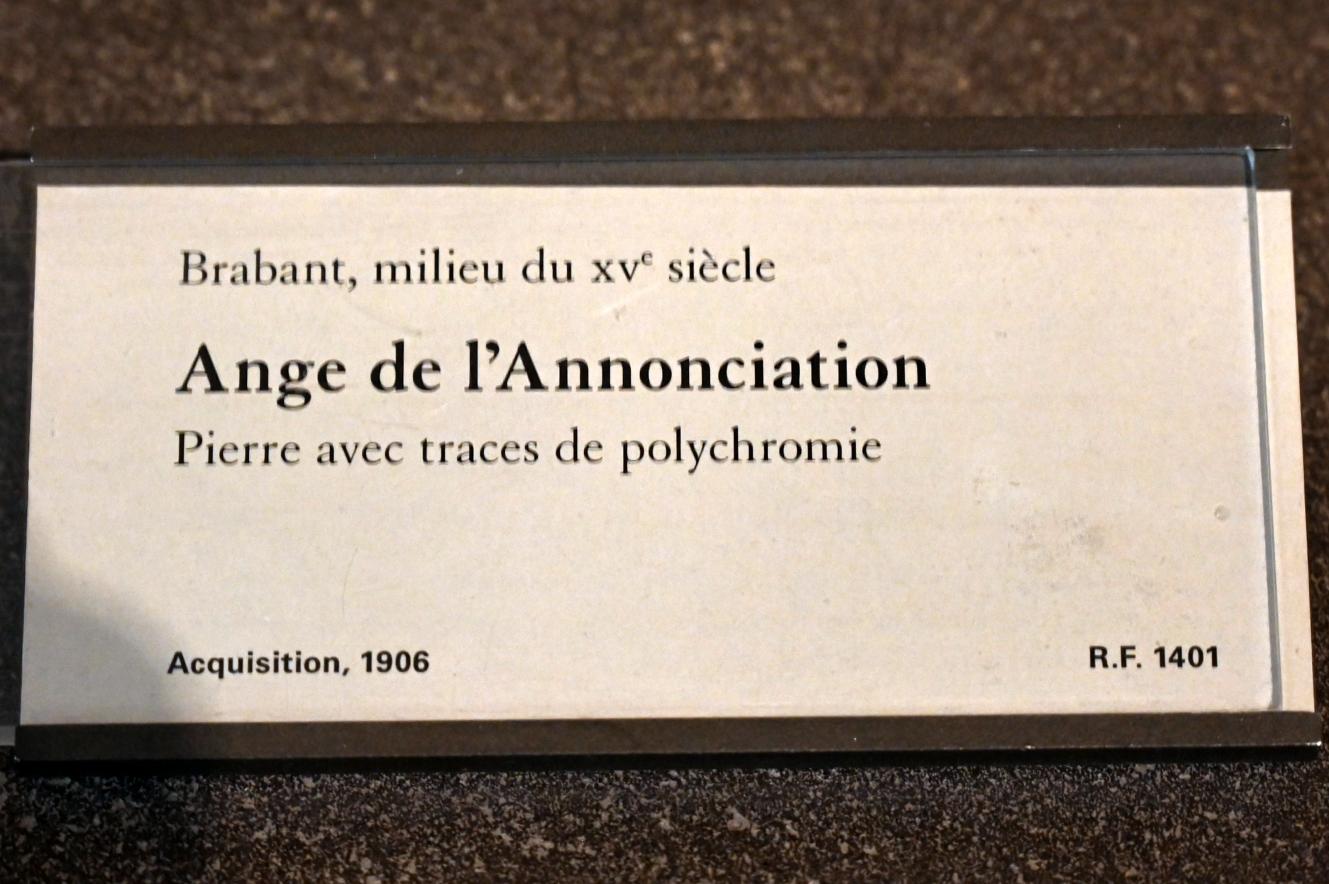 Brabant, milieu du XVe siècle
Ange de l’Annonciation
Pierre avec traces de polychromie
Acquisition, 1906
R.F. 1401